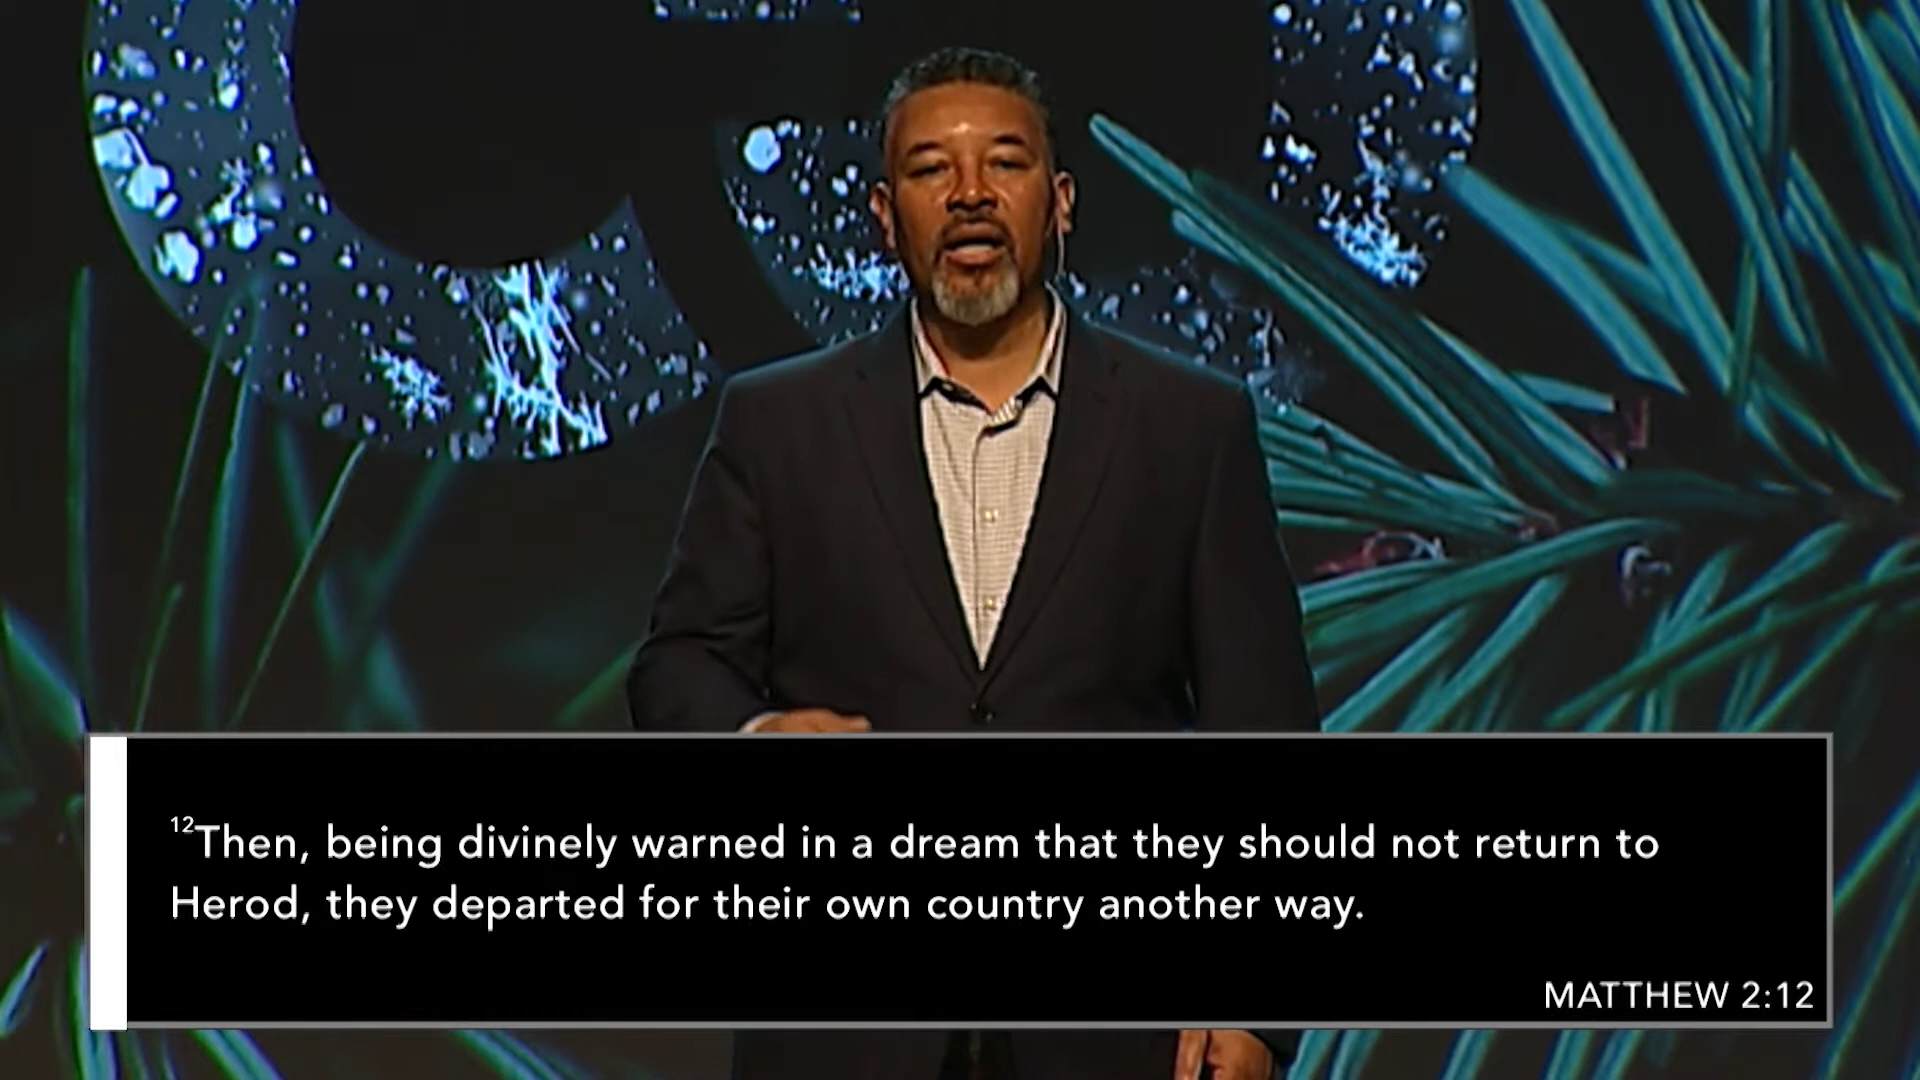 ¹²Then, being divinely warned in a dream that they should not return to
Herod, they departed for their own country another way.
MATTHEW 2:12